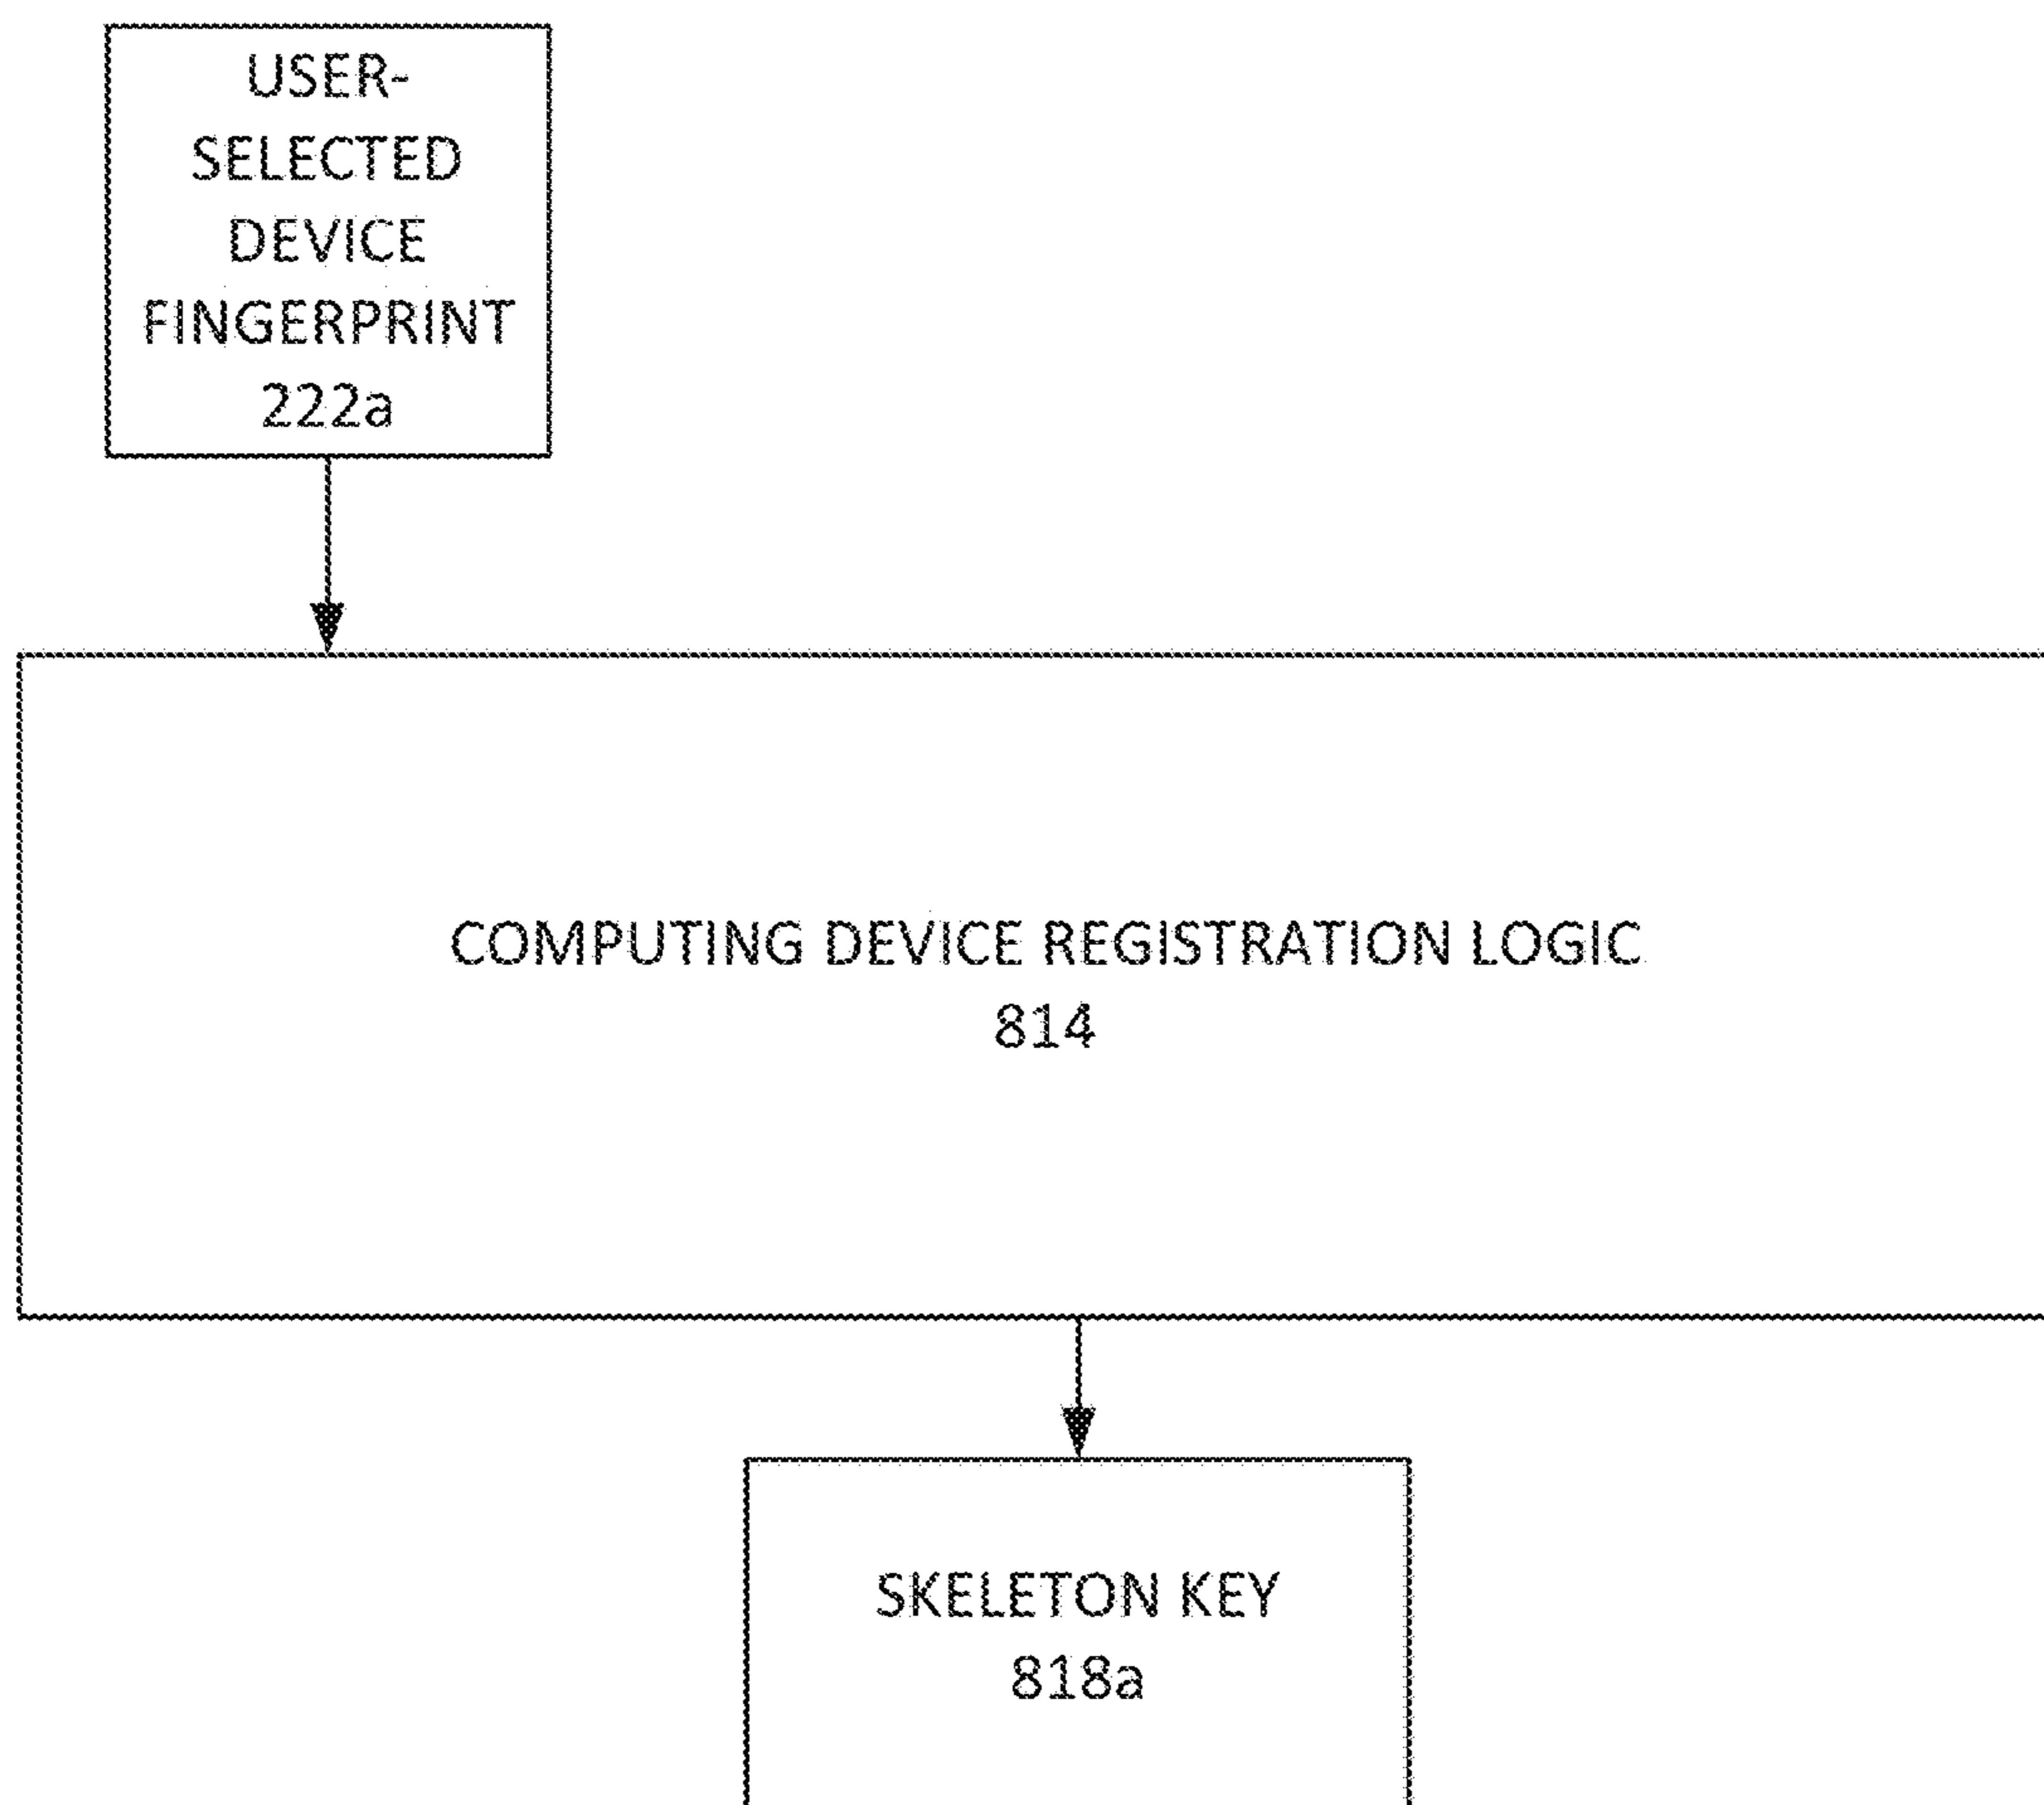 USER-
SELECTED
DEVICE
FINGERPRINT
222a
COMPUTING DEVICE REGISTRATION LOGIC
814
SKELETON KEY
818a